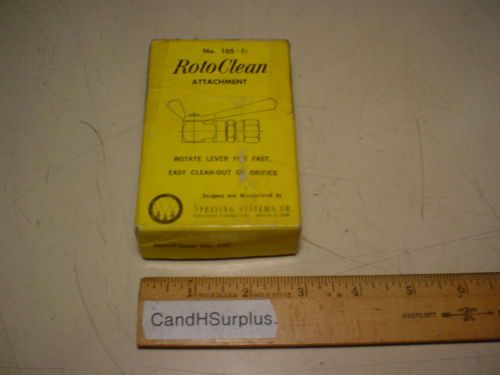 No. 105-
RotoClean
ATTACHMENT
ROTATE LEVER FOR FAST,
EASY CLEAN-OUT OF ORIFICE
Designed and Manufactured by
SPRAYING SYSTEMS CO.
1 2 3 4 5 6
WESTCOTT
CandHSurplus.